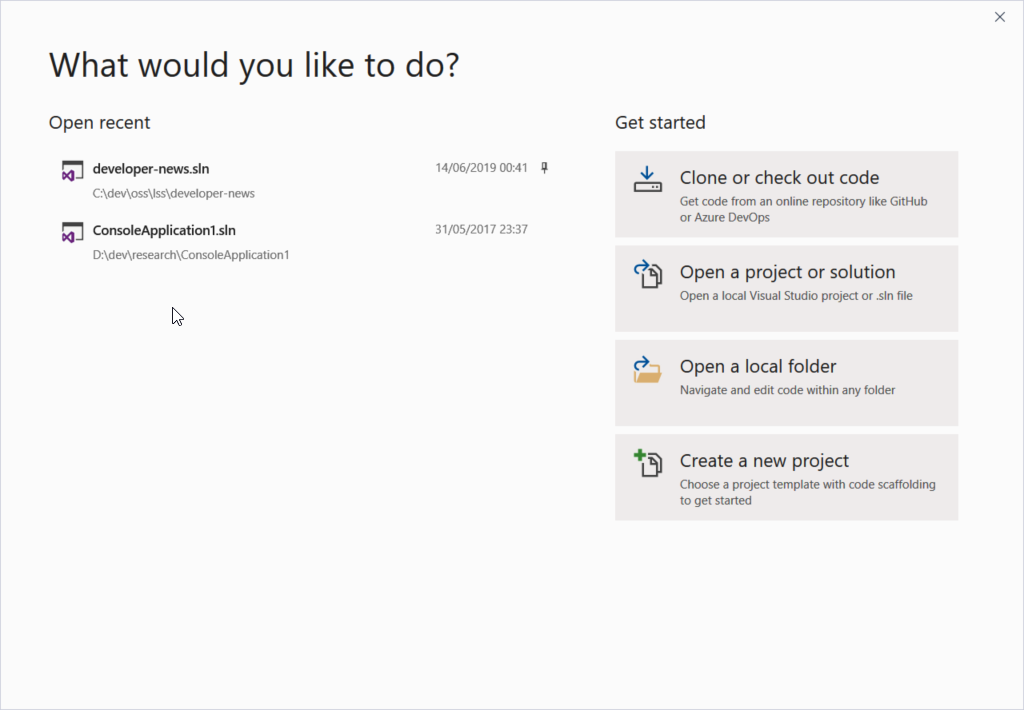 What would you like to do?
Open recent
developer-news.sln
14/06/2019 00:41
C:\dev\oss\lss\developer-news
ConsoleApplication1.sln
31/05/2017 23:37
D:\dev\research\ConsoleApplication1
Get started
Clone or check out code
Get code from an online repository like GitHub
or Azure DevOps
Open a project or solution
Open a local Visual Studio project or .sln file
Open a local folder
Navigate and edit code within any folder
Create a new project
Choose a project template with code scaffolding
to get started